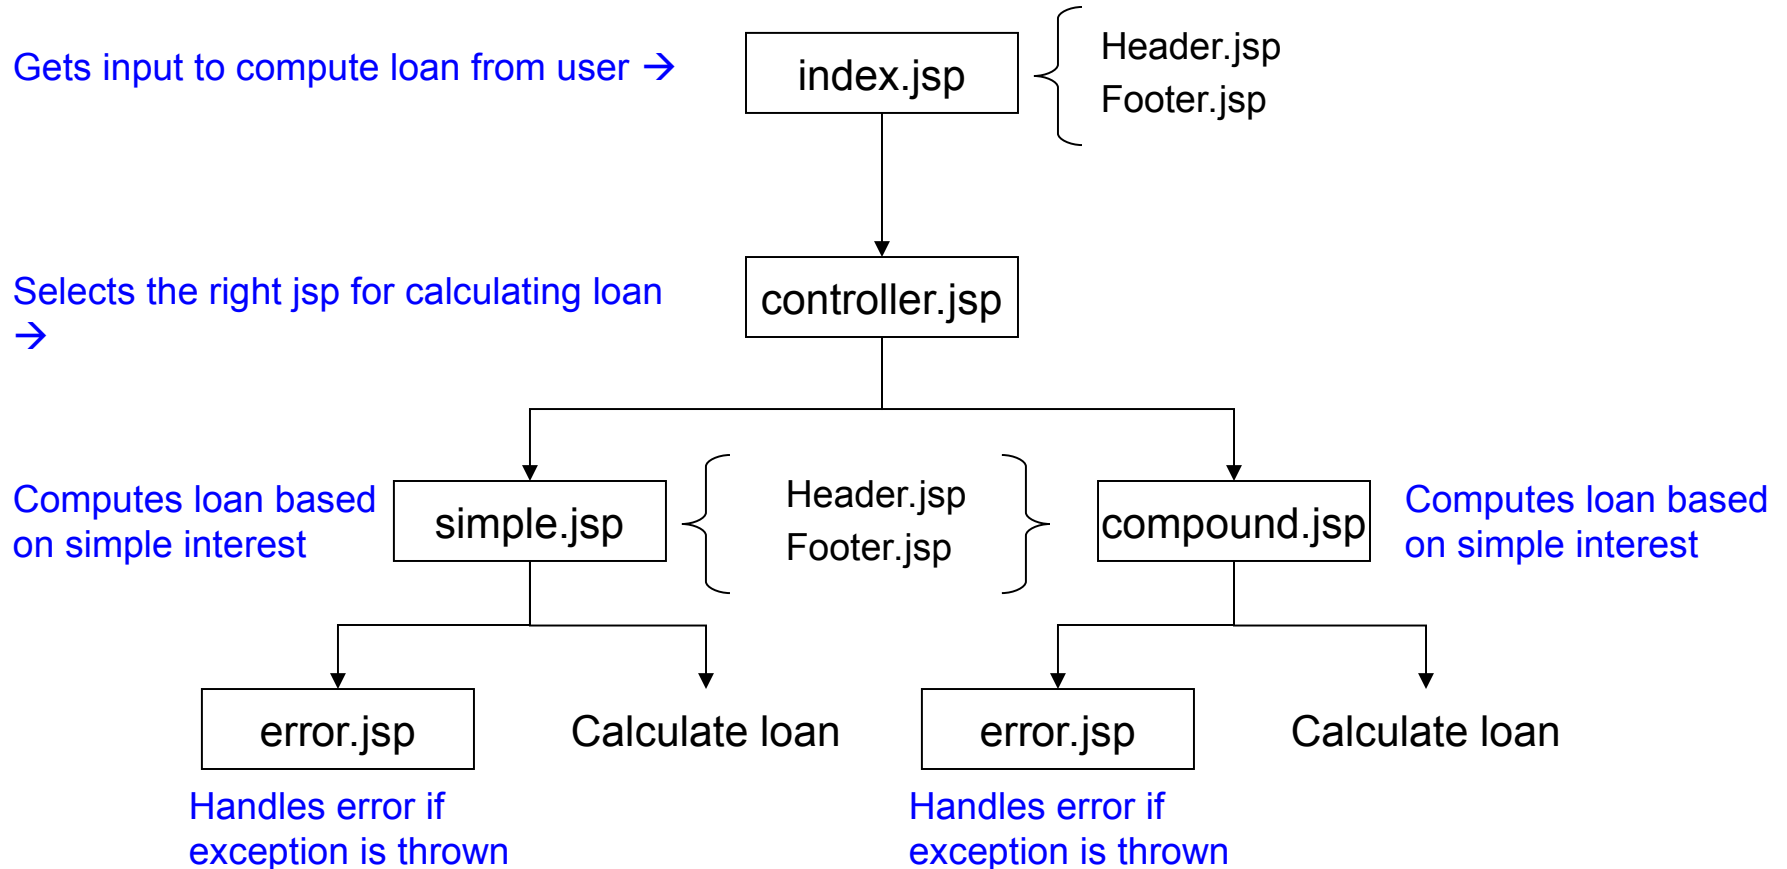 Gets input to compute loan from user →
index.jsp
Header.jsp
Footer.jsp
Selects the right jsp for calculating loan
→
controller.jsp
Computes loan based
on simple interest
simple.jsp
Header.jsp
Footer.jsp
compound.jsp
Computes loan based
on simple interest
error.jsp
Calculate loan
error.jsp
Calculate loan
Handles error if
exception is thrown
Handles error if
exception is thrown